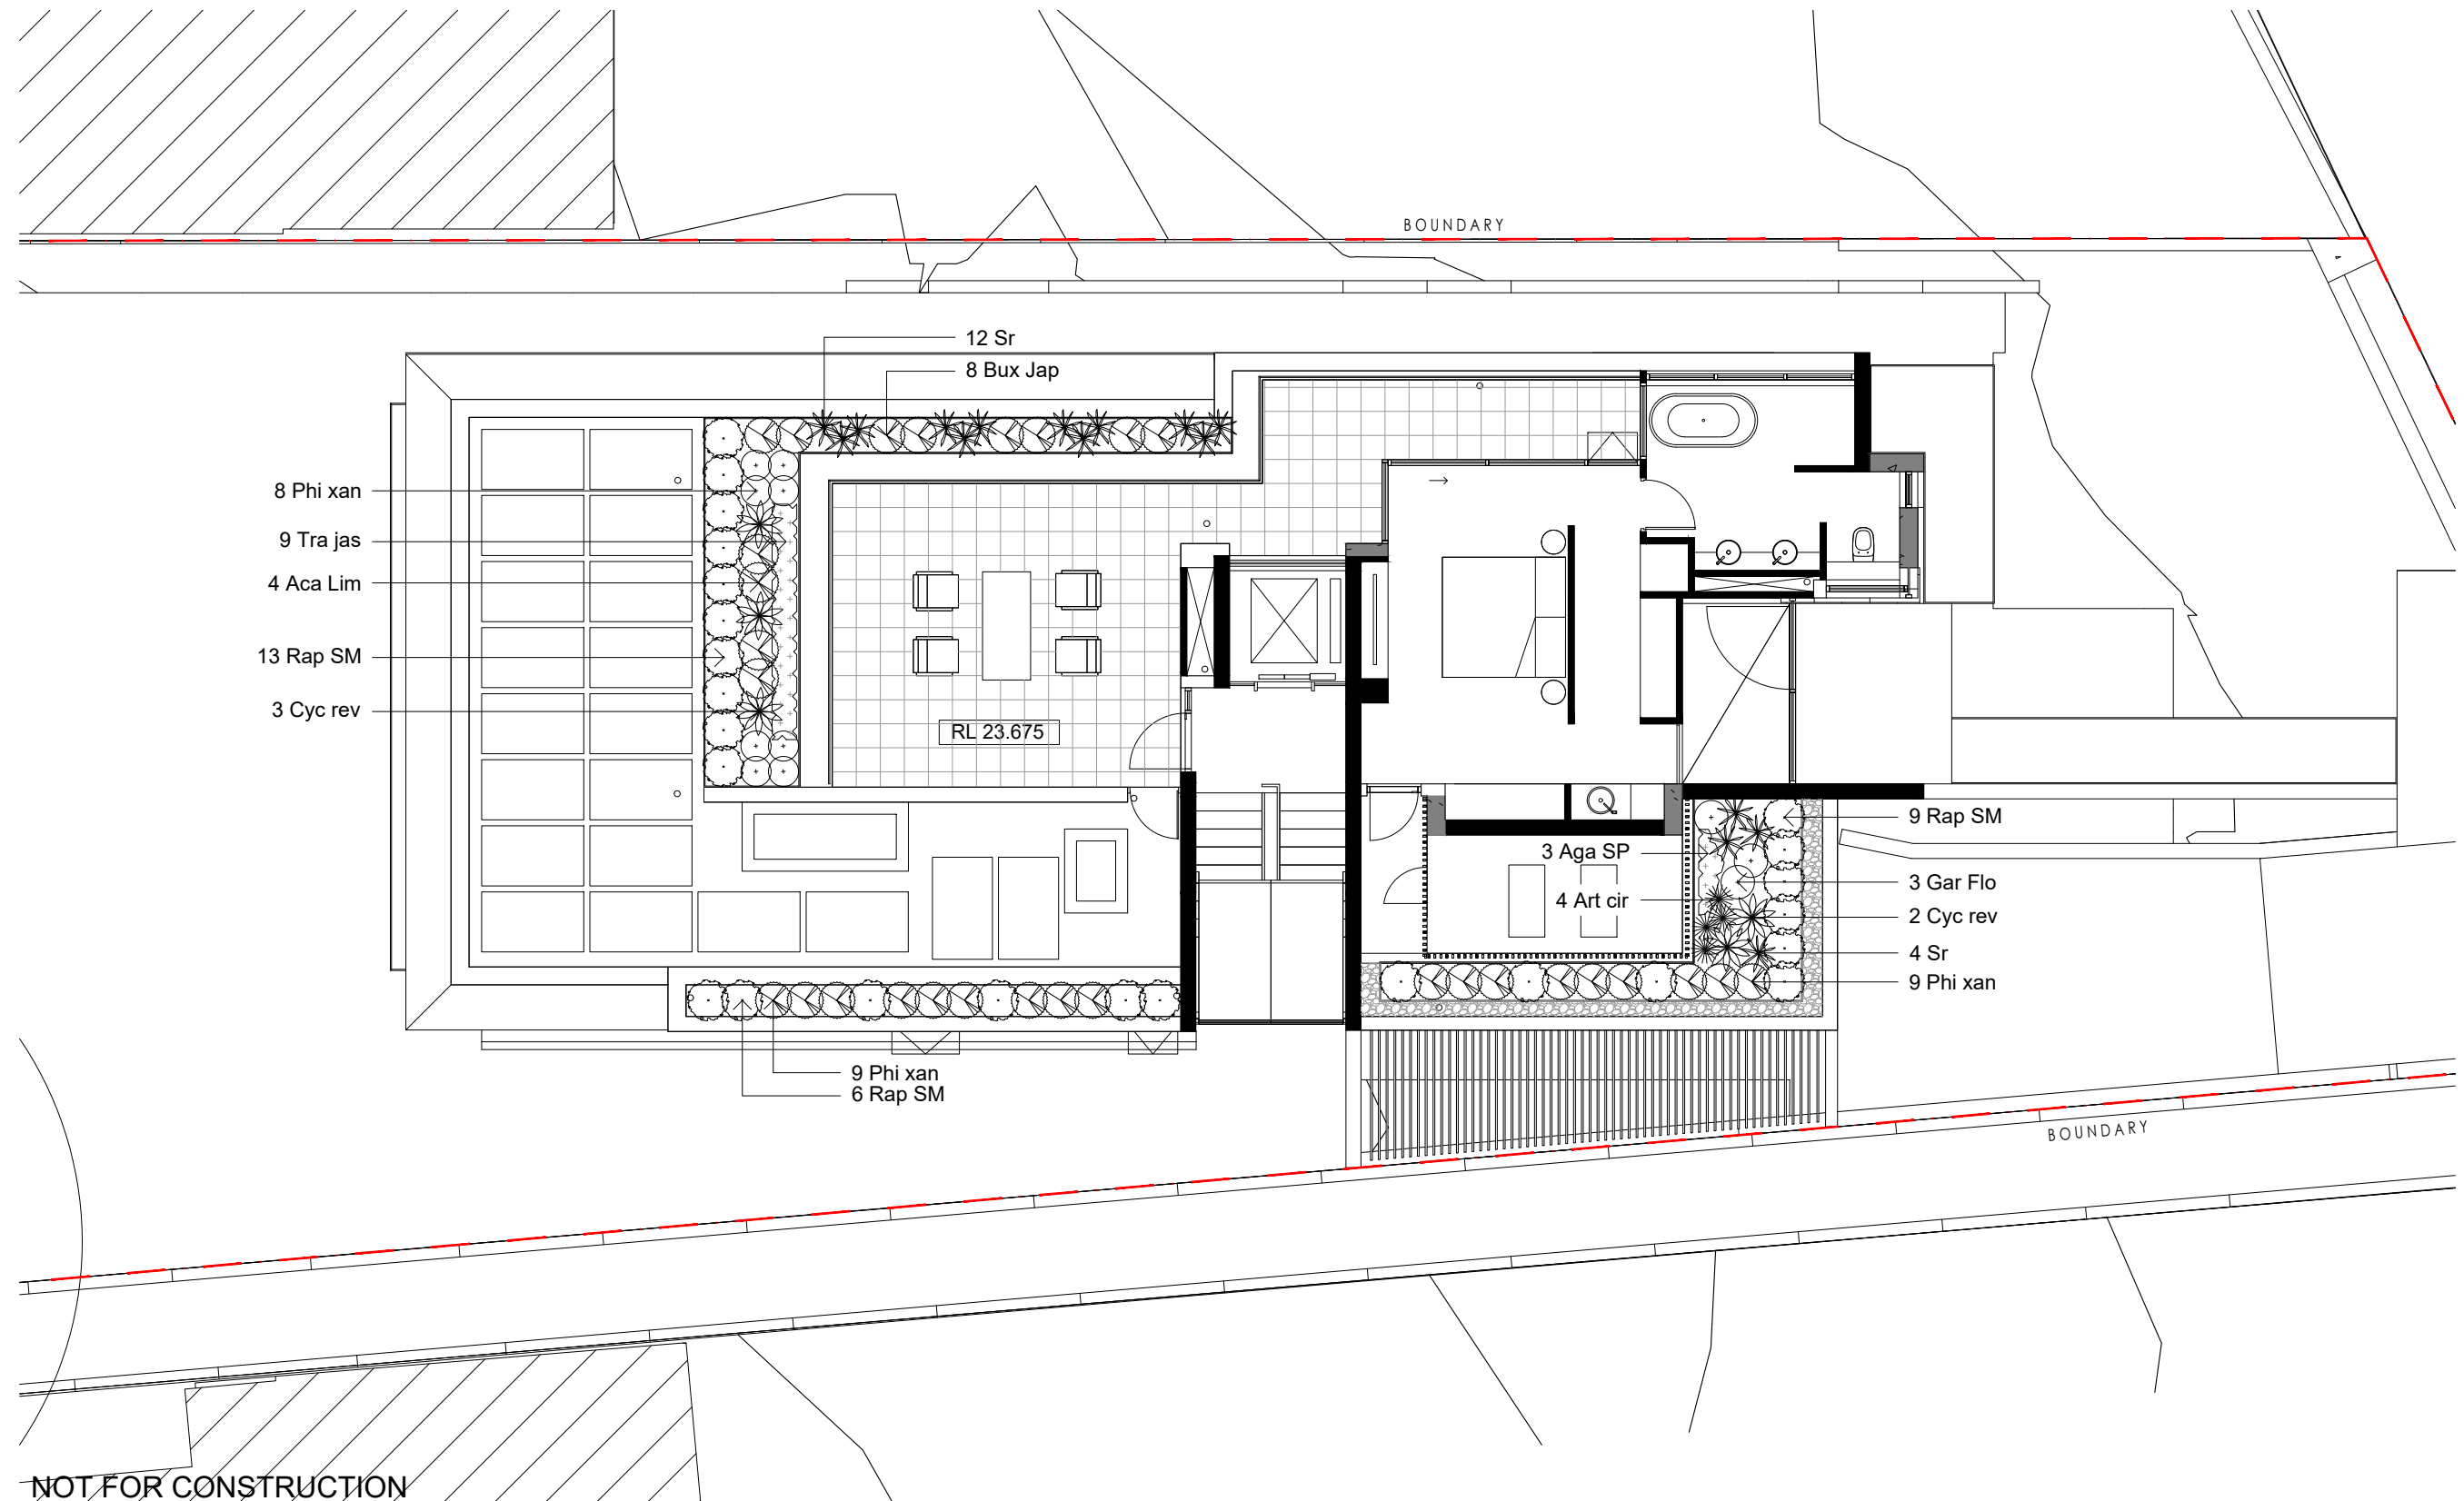 BOUNDARY
12 Sr
8 Bux Jap
8 Phi xan
9 Tra jas
4 Aca Lim
13 Rap SM
3 Cyc rev
RL 23.675
9 Rap SM
3 Aga SP
3 Gar Flo
4 Art cir
2 Cyc rev
4 Sr
9 Phi xan
9 Phi xan
6 Rap SM
BOUNDARY
NOT FOR CONSTRUCTION